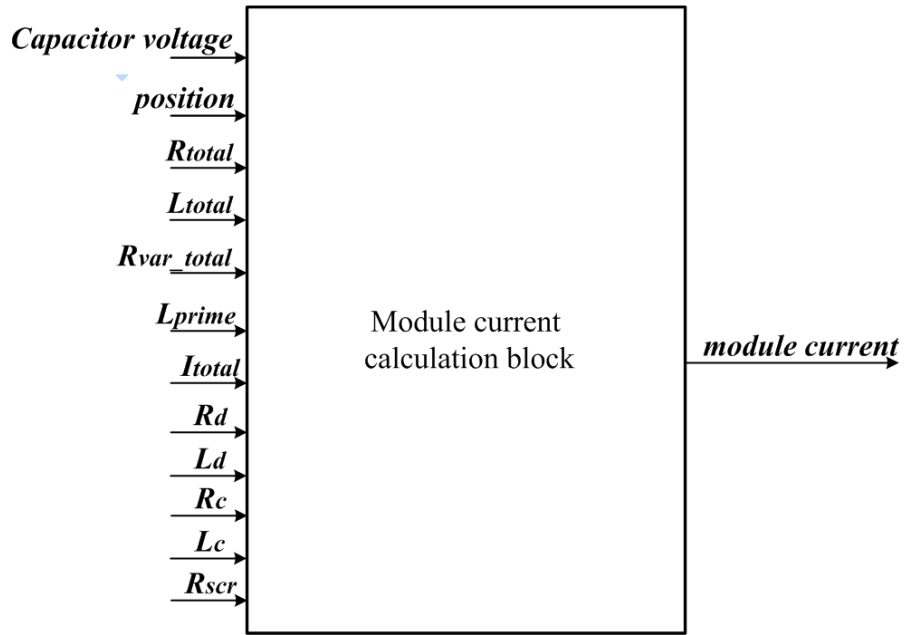 Capacitor voltage
position
Rtotal
Ltotal
Rvar_total
Lprime
Itotal
Rd
Ld
Rc
Lc
Rscr
Module current
calculation block
module current